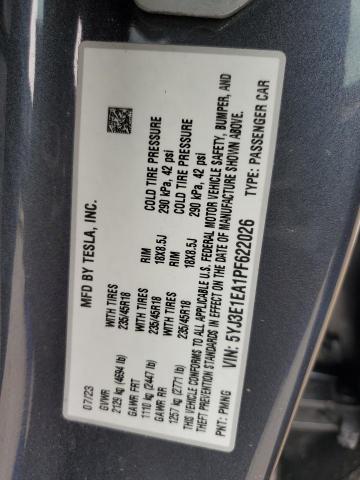 MFD BY TESLA, INC.
07/23
GVWR
2129 kg (4694 lb)
WITH TIRES
235/45R18
RIM
18X8.5J
COLD TIRE PRESSURE
290 kPa, 42 psi
GAWR FRT
1110 kg (2447 lb)
WITH TIRES
235/45R18
RIM
18X8.5J
COLD TIRE PRESSURE
290 kPa, 42 psi
GAWR RR
1257 kg (2771 lb)
THIS VEHICLE CONFORMS TO ALL APPLICABLE U.S. FEDERAL MOTOR VEHICLE SAFETY, BUMPER, AND
THEFT PREVENTION STANDARDS IN EFFECT ON THE DATE OF MANUFACTURE SHOWN ABOVE.
PNT: PMNG
VIN: 5YJ3E1EA1PF622026
TYPE: PASSENGER CAR